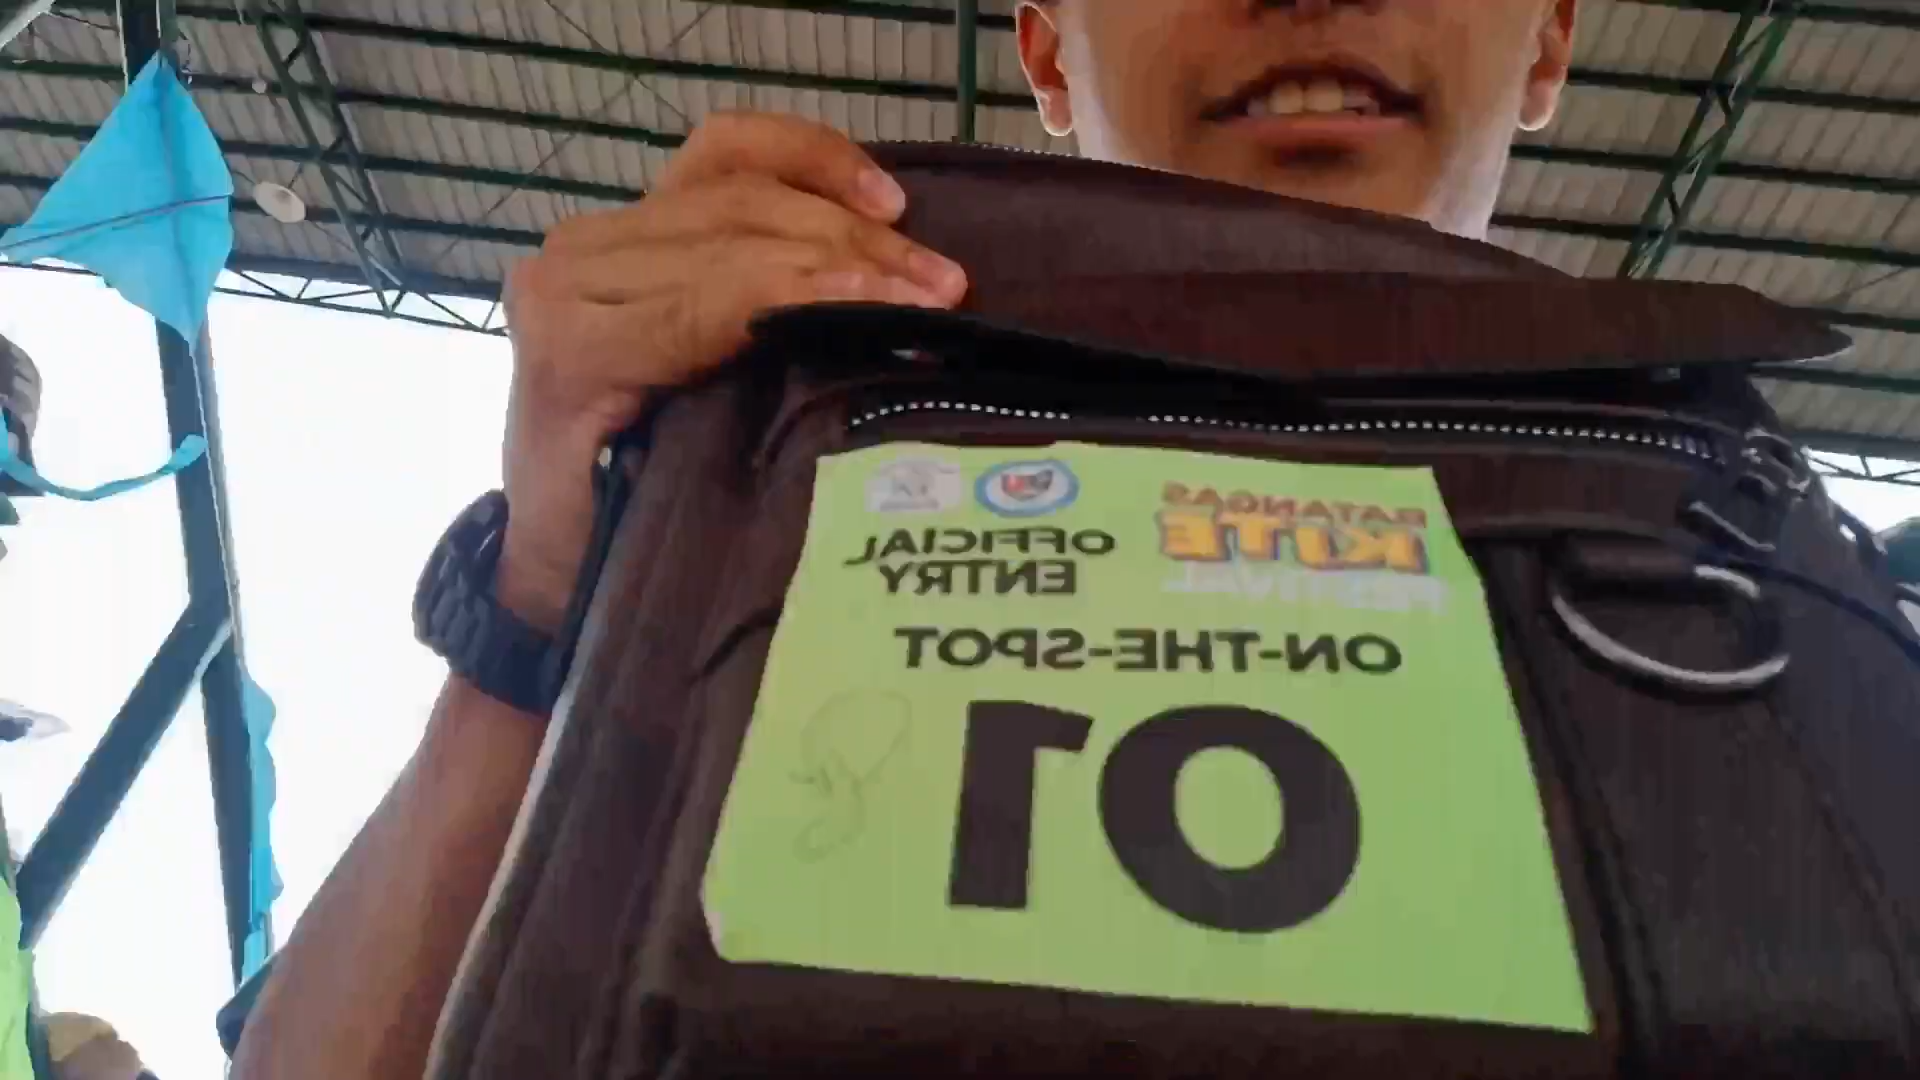 BATANGAS
KITE
FESTIVAL
OFFICIAL
ENTRY
ON-THE-SPOT
01